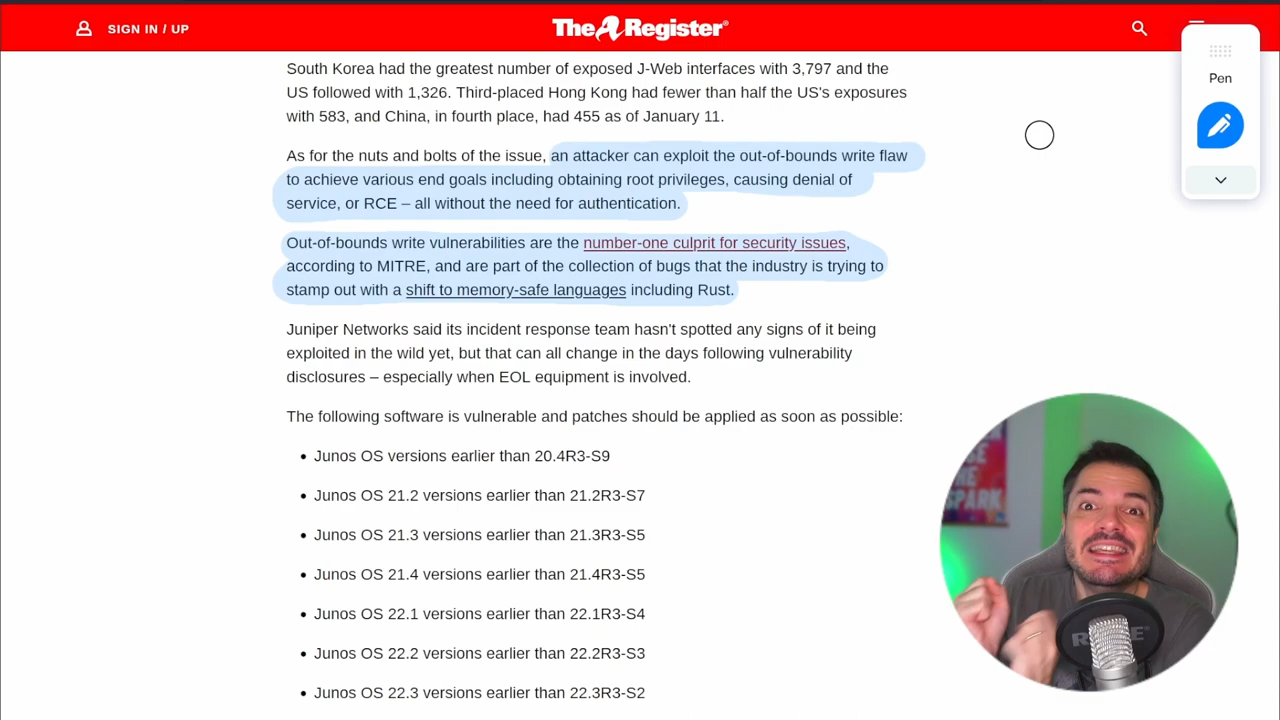 SIGN IN / UP
The Register®
Pen
South Korea had the greatest number of exposed J-Web interfaces with 3,797 and the
US followed with 1,326. Third-placed Hong Kong had fewer than half the US's exposures
with 583, and China, in fourth place, had 455 as of January 11.
As for the nuts and bolts of the issue, an attacker can exploit the out-of-bounds write flaw
to achieve various end goals including obtaining root privileges, causing denial of
service, or RCE – all without the need for authentication.
Out-of-bounds write vulnerabilities are the number-one culprit for security issues,
according to MITRE, and are part of the collection of bugs that the industry is trying to
stamp out with a shift to memory-safe languages including Rust.
Juniper Networks said its incident response team hasn't spotted any signs of it being
exploited in the wild yet, but that can all change in the days following vulnerability
disclosures – especially when EOL equipment is involved.
The following software is vulnerable and patches should be applied as soon as possible:
• Junos OS versions earlier than 20.4R3-S9
• Junos OS 21.2 versions earlier than 21.2R3-S7
• Junos OS 21.3 versions earlier than 21.3R3-S5
• Junos OS 21.4 versions earlier than 21.4R3-S5
• Junos OS 22.1 versions earlier than 22.1R3-S4
• Junos OS 22.2 versions earlier than 22.2R3-S3
• Junos OS 22.3 versions earlier than 22.3R3-S2
THE
SPARK